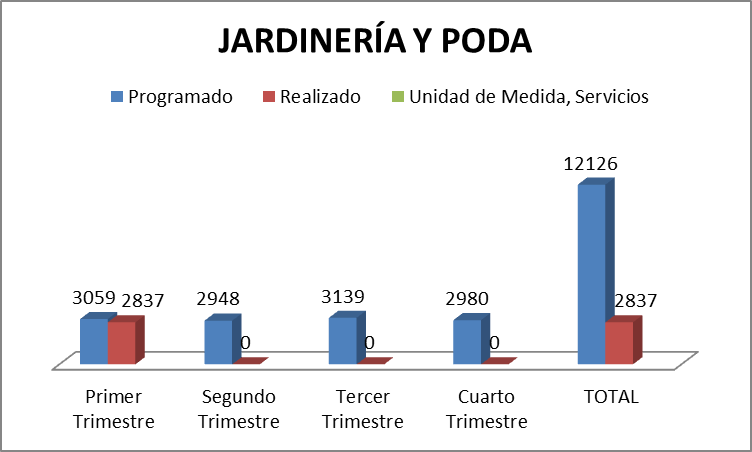 JARDINERÍA Y PODA
Programado Realizado Unidad de Medida, Servicios
3059 2837 2948 0 3139 0 2980 0 12126 2837
Primer Trimestre
Segundo Trimestre
Tercer Trimestre
Cuarto Trimestre
TOTAL